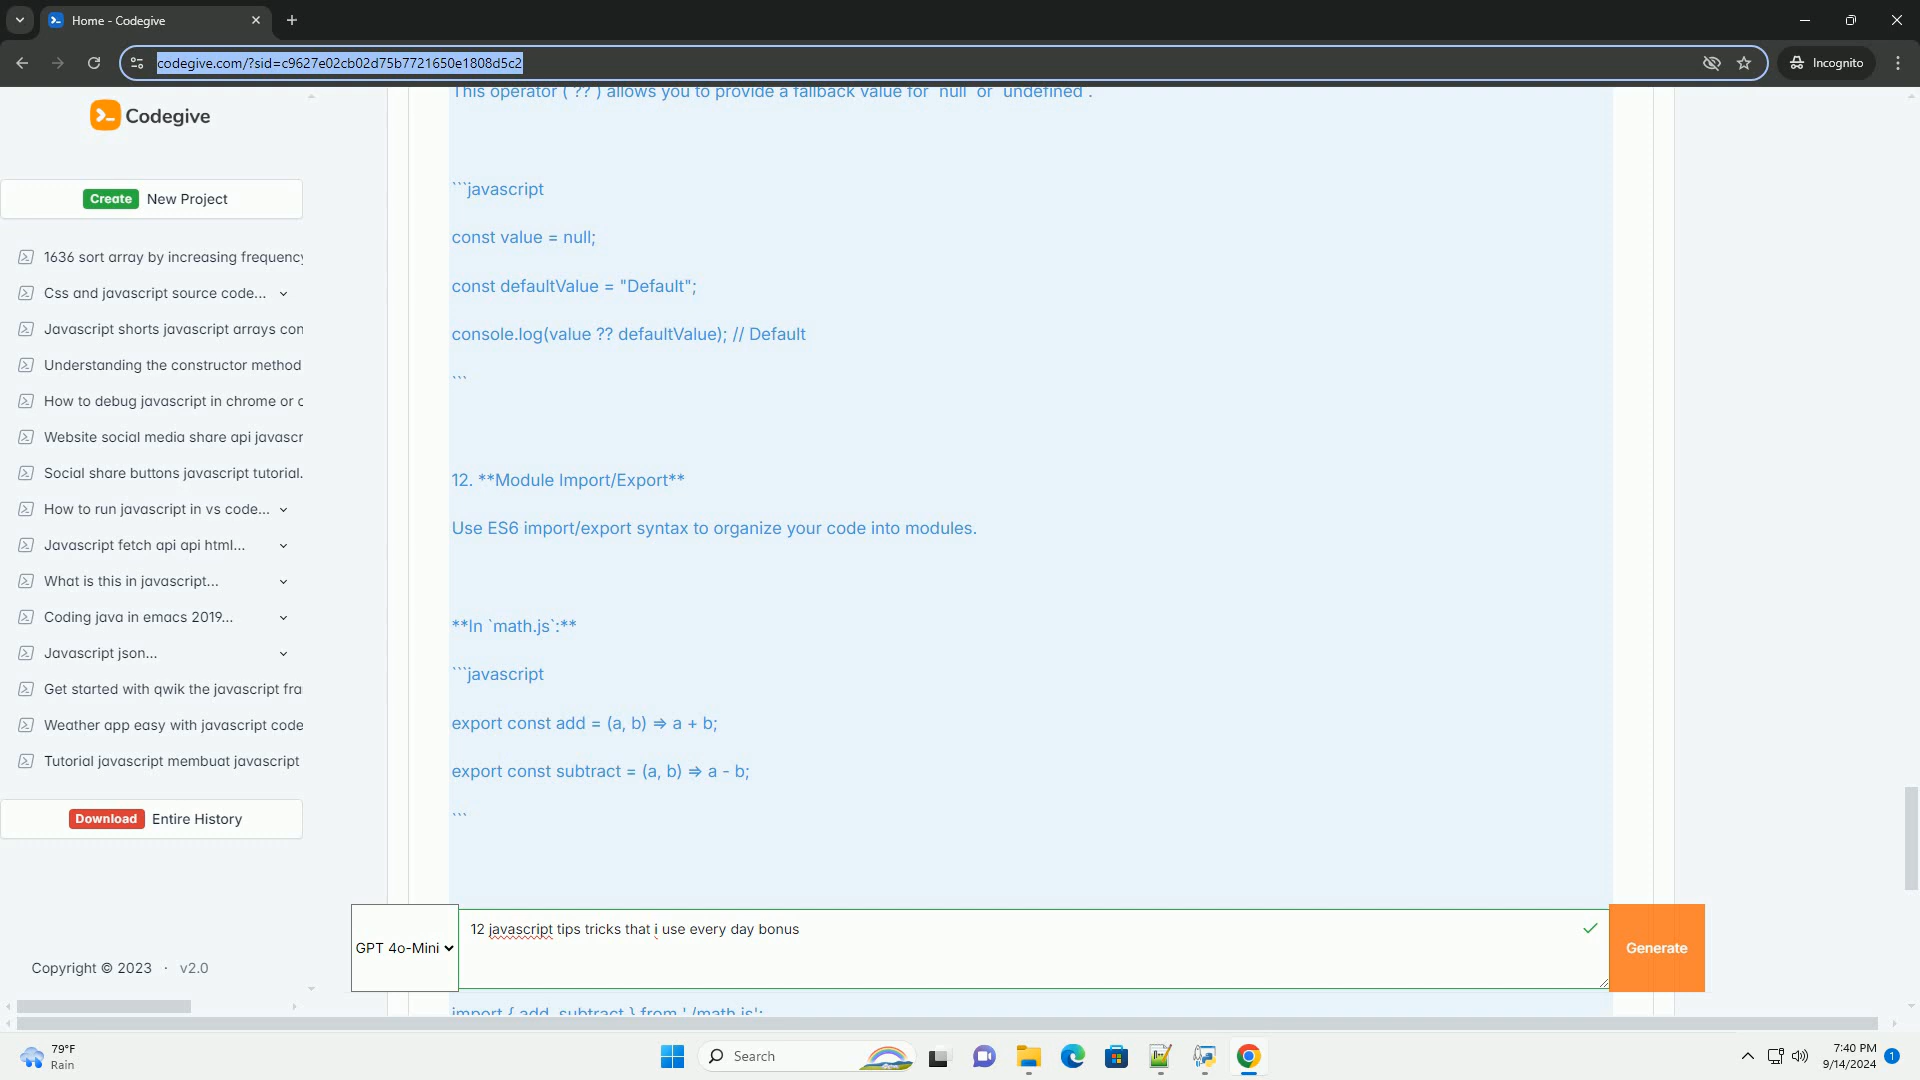 Home - Codegive
codegive.com/?sid=c9627e02cb02d75b7721650e1808d5c2
Incognito
Codegive
Create New Project
1636 sort array by increasing frequency
Css and javascript source code...
Javascript shorts javascript arrays con
Understanding the constructor method
How to debug javascript in chrome or c
Website social media share api javascr
Social share buttons javascript tutorial.
How to run javascript in vs code...
Javascript fetch api api html...
What is this in javascript...
Coding java in emacs 2019...
Javascript json...
Get started with qwik the javascript fra
Weather app easy with javascript code
Tutorial javascript membuat javascript
Download Entire History
Copyright © 2023 · v2.0
This operator (`??`) allows you to provide a fallback value for `null` or `undefined`.
```javascript
const value = null;
const defaultValue = "Default";
console.log(value ?? defaultValue); // Default
```
12. **Module Import/Export**
Use ES6 import/export syntax to organize your code into modules.
**In `math.js`:**
```javascript
export const add = (a, b) => a + b;
export const subtract = (a, b) => a - b;
```
GPT 4o-Mini
12 javascript tips tricks that i use every day bonus
Generate
import { add, subtract } from './math.js';
79°F
Rain
Search
7:40 PM
9/14/2024
1